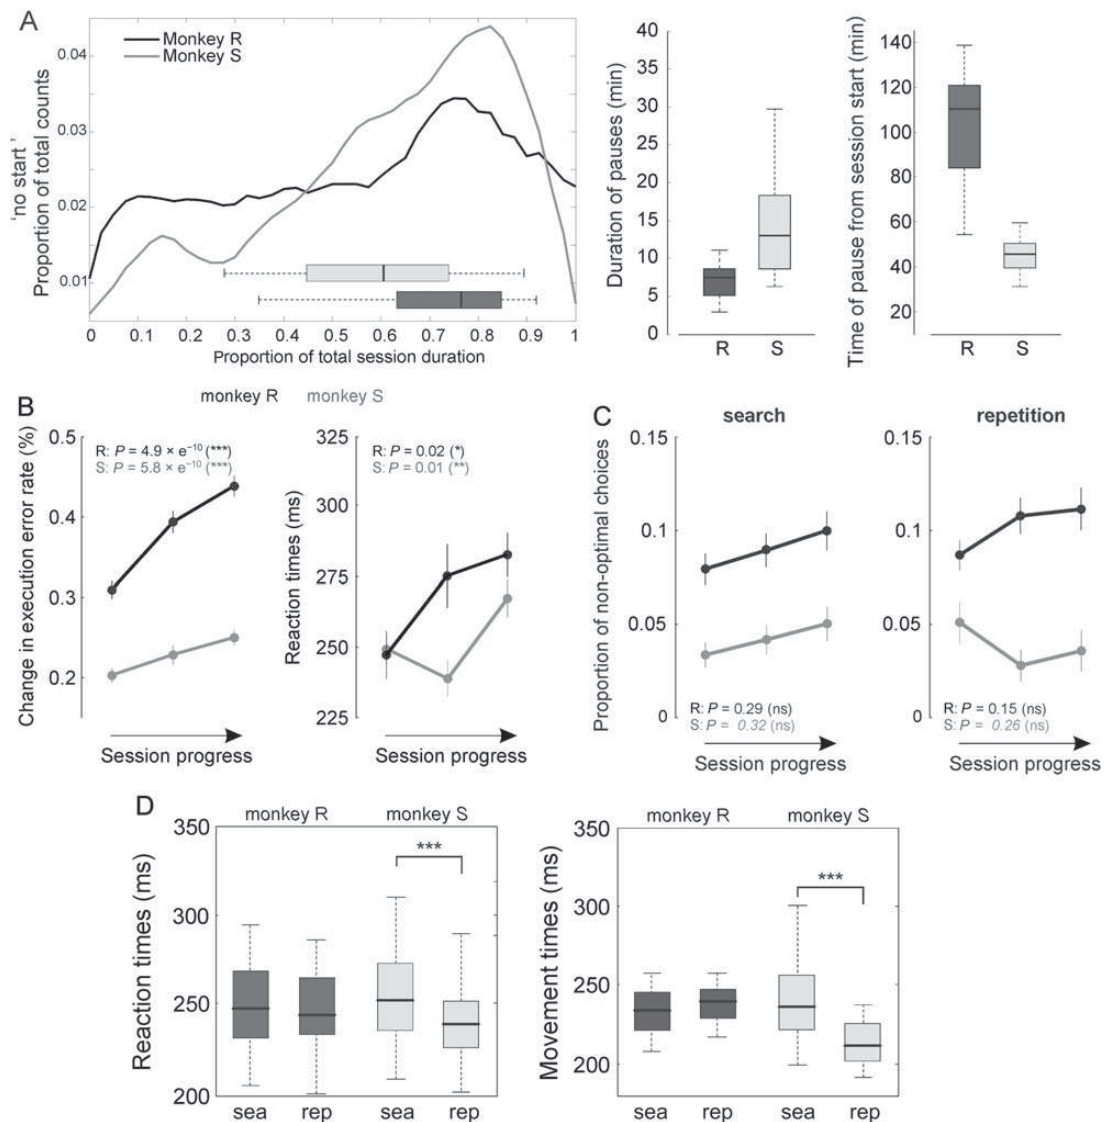 A
Monkey R
Monkey S
'no start'
Proportion of total counts
0.04
0.03
0.02
0.01
0 0.1 0.2 0.3 0.4 0.5 0.6 0.7 0.8 0.9 1
Proportion of total session duration
Duration of pauses (min)
40
35
30
25
20
15
10
5
0
R S
Time of pause from session start (min)
140
120
100
80
60
40
20
R S
monkey R monkey S
B
Change in execution error rate (%)
0.5
0.4
0.3
0.2
R: P = 4.9 × e⁻¹⁰ (***)
S: P = 5.8 × e⁻¹⁰ (***)
Session progress
Reaction times (ms)
325
300
275
250
225
R: P = 0.02 (*)
S: P = 0.01 (**)
Session progress
C
search
Proportion of non-optimal choices
0.15
0.1
0.05
0
R: P = 0.29 (ns)
S: P = 0.32 (ns)
Session progress
repetition
0.15
0.1
0.05
0
R: P = 0.15 (ns)
S: P = 0.26 (ns)
Session progress
D
monkey R monkey S
Reaction times (ms)
350
300
250
200
***
sea rep sea rep
monkey R monkey S
Movement times (ms)
350
300
250
200
***
sea rep sea rep